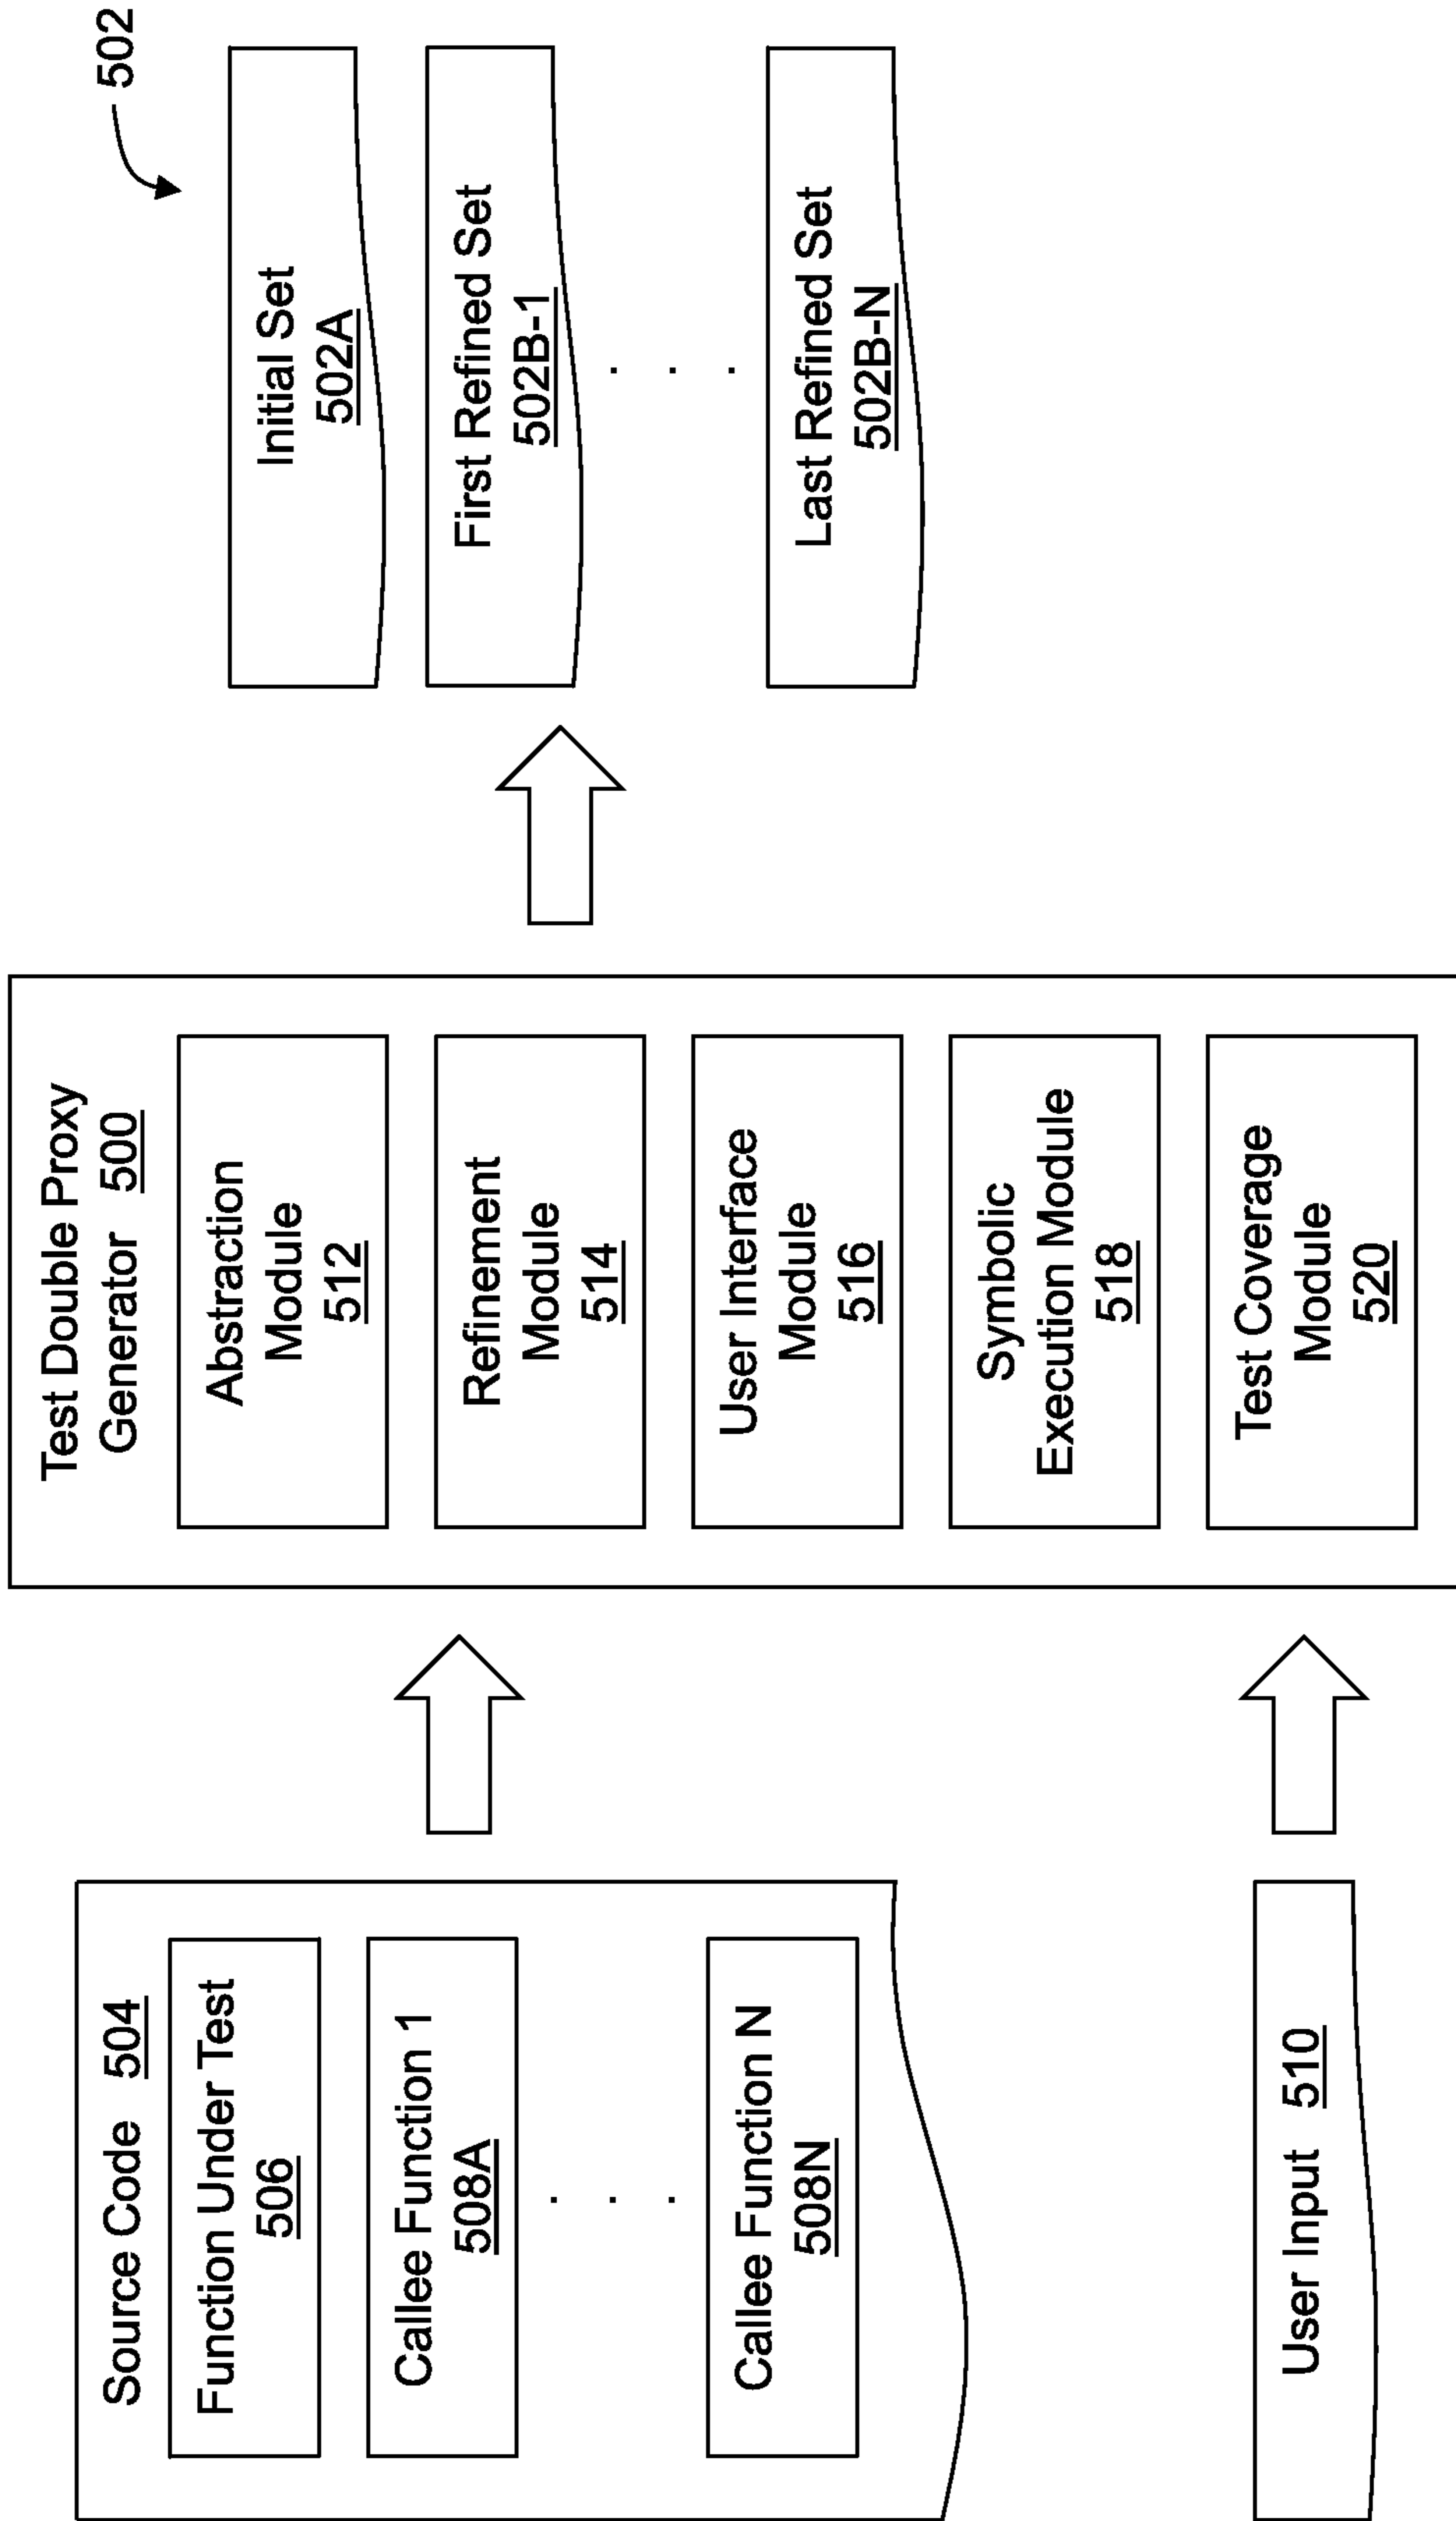 Source Code 504
Function Under Test
506
Callee Function 1
508A
. . .
Callee Function N
508N
User Input 510
Test Double Proxy
Generator 500
Abstraction
Module
512
Refinement
Module
514
User Interface
Module
516
Symbolic
Execution Module
518
Test Coverage
Module
520
502
Initial Set
502A
First Refined Set
502B-1
. . .
Last Refined Set
502B-N